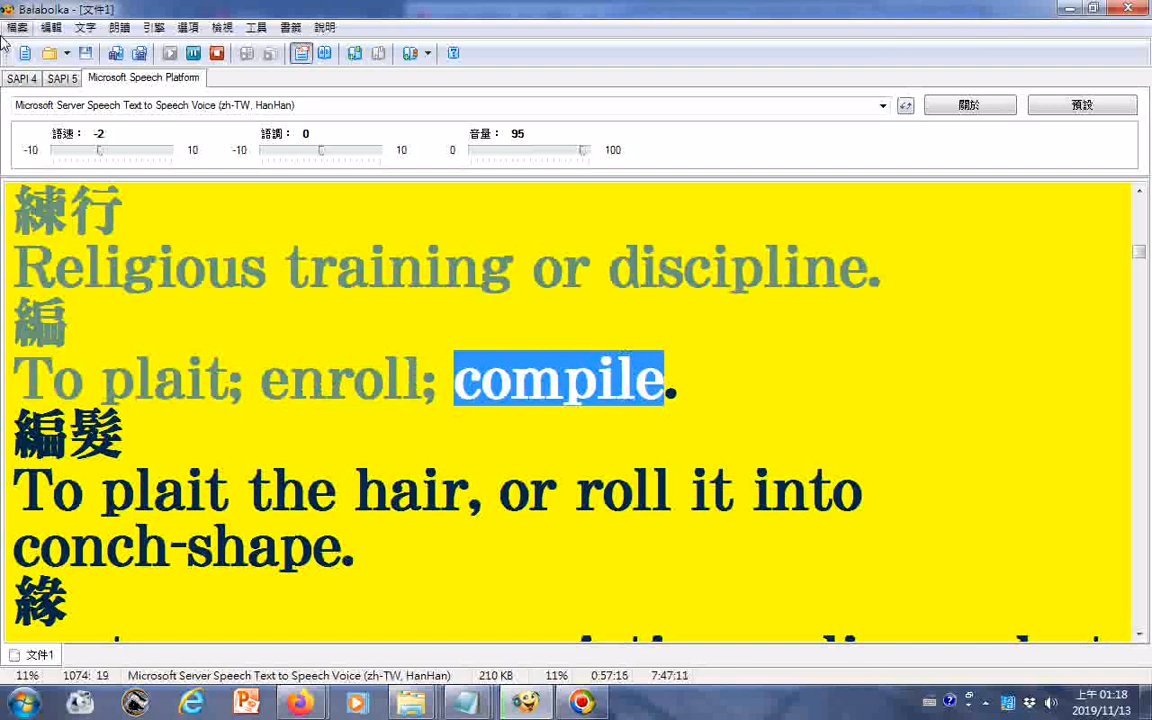 Balabolka - [文件1]
檔案 編輯 文字 朗讀 引擎 選項 檢視 工具 書籤 說明
SAPI 4 SAPI 5 Microsoft Speech Platform
Microsoft Server Speech Text to Speech Voice (zh-TW, HanHan) 關於 預設
語速： -2 語調： 0 音量： 95
-10 10 -10 10 0 100
練行
Religious training or discipline.
編
To plait; enroll; compile.
編髮
To plait the hair, or roll it into
conch-shape.
緣
文件1
11% 1074: 19 Microsoft Server Speech Text to Speech Voice (zh-TW, HanHan) 210 KB 11% 0:57:16 7:47:11
上午 01:18
2019/11/13